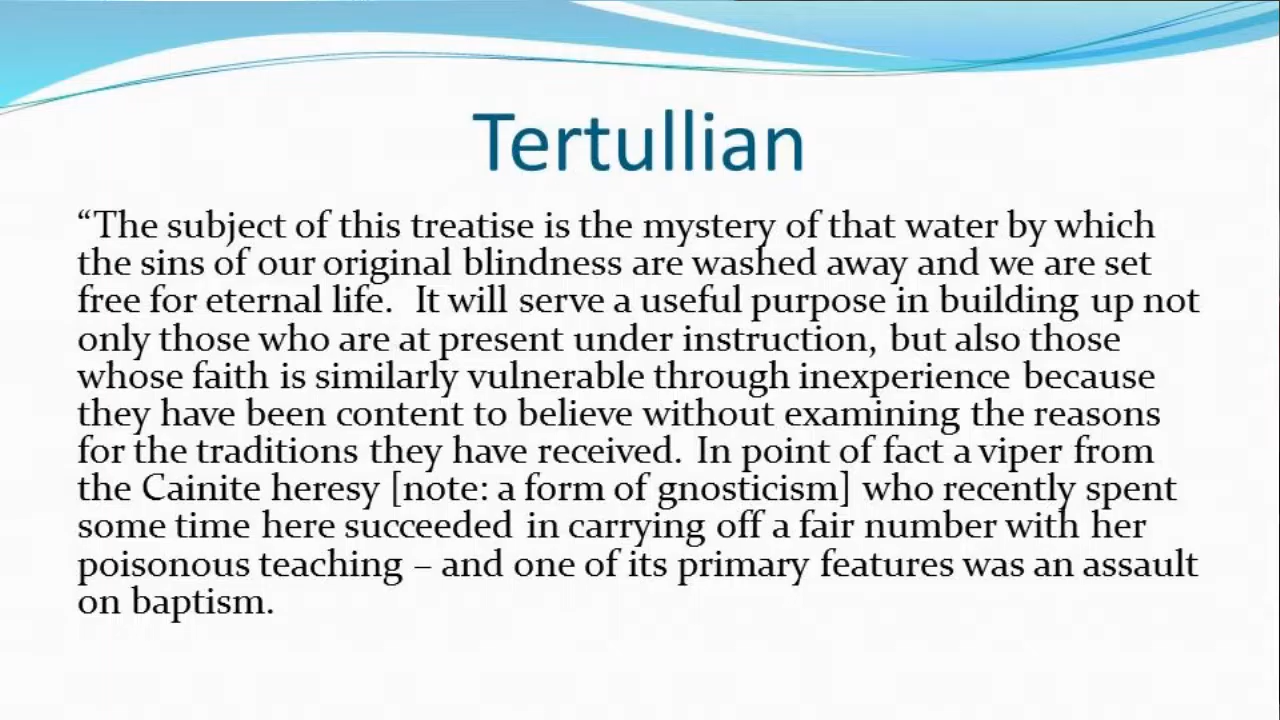 Tertullian
“The subject of this treatise is the mystery of that water by which
the sins of our original blindness are washed away and we are set
free for eternal life.  It will serve a useful purpose in building up not
only those who are at present under instruction, but also those
whose faith is similarly vulnerable through inexperience because
they have been content to believe without examining the reasons
for the traditions they have received.  In point of fact a viper from
the Cainite heresy [note: a form of gnosticism] who recently spent
some time here succeeded in carrying off a fair number with her
poisonous teaching – and one of its primary features was an assault
on baptism.